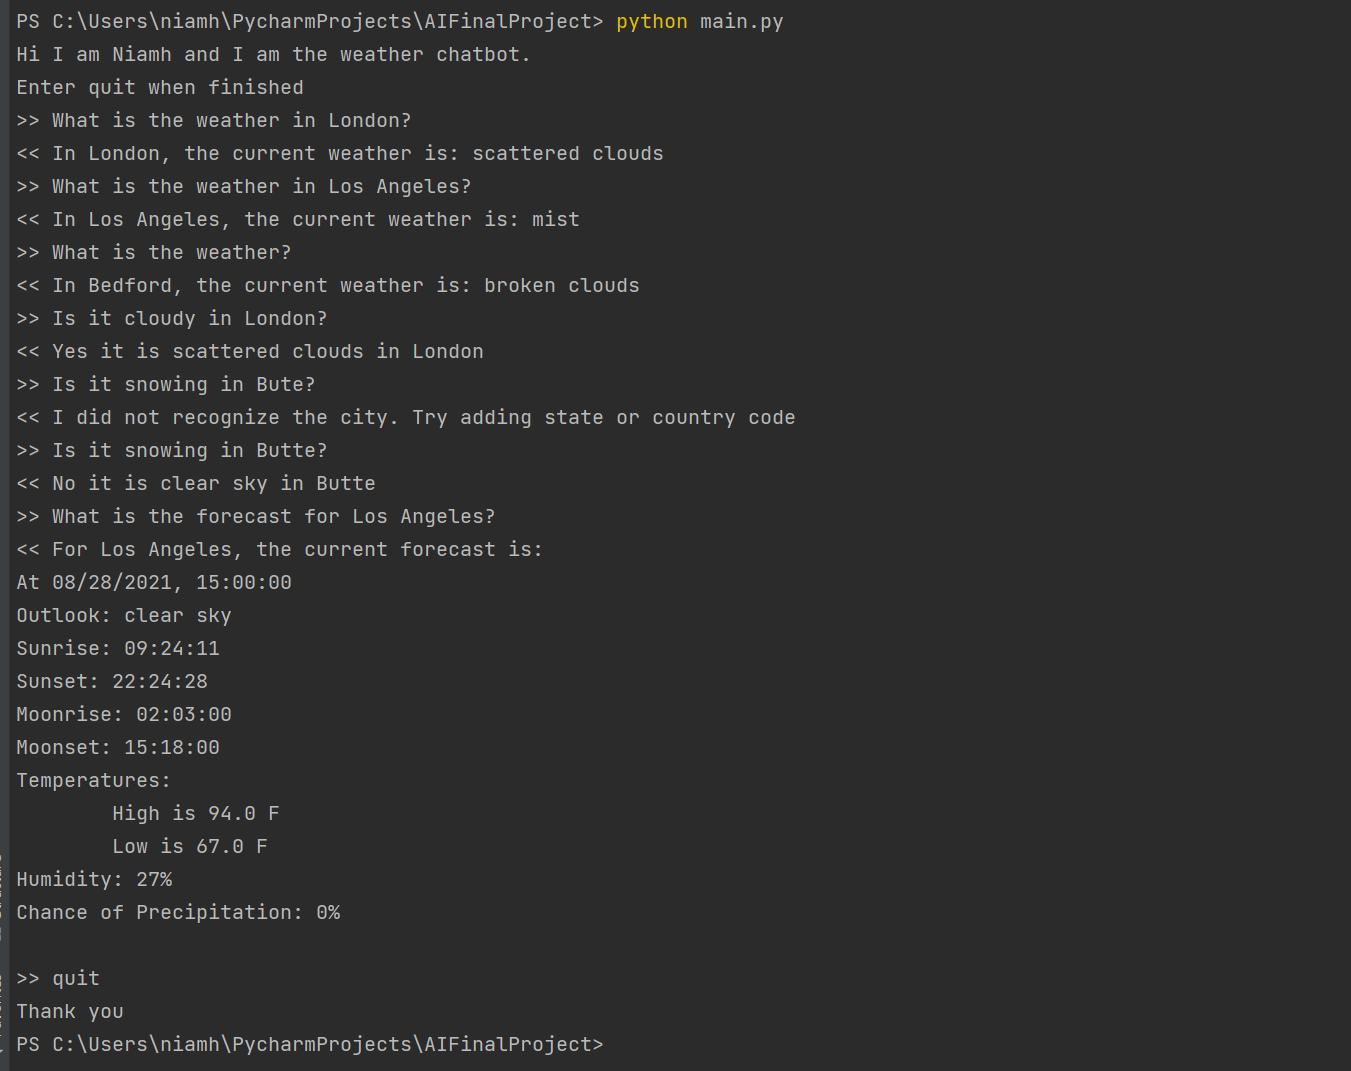 PS C:\Users\niamh\PycharmProjects\AIFinalProject> python main.py
Hi I am Niamh and I am the weather chatbot.
Enter quit when finished
>> What is the weather in London?
<< In London, the current weather is: scattered clouds
>> What is the weather in Los Angeles?
<< In Los Angeles, the current weather is: mist
>> What is the weather?
<< In Bedford, the current weather is: broken clouds
>> Is it cloudy in London?
<< Yes it is scattered clouds in London
>> Is it snowing in Bute?
<< I did not recognize the city. Try adding state or country code
>> Is it snowing in Butte?
<< No it is clear sky in Butte
>> What is the forecast for Los Angeles?
<< For Los Angeles, the current forecast is:
At 08/28/2021, 15:00:00
Outlook: clear sky
Sunrise: 09:24:11
Sunset: 22:24:28
Moonrise: 02:03:00
Moonset: 15:18:00
Temperatures:
        High is 94.0 F
        Low is 67.0 F
Humidity: 27%
Chance of Precipitation: 0%

>> quit
Thank you
PS C:\Users\niamh\PycharmProjects\AIFinalProject>